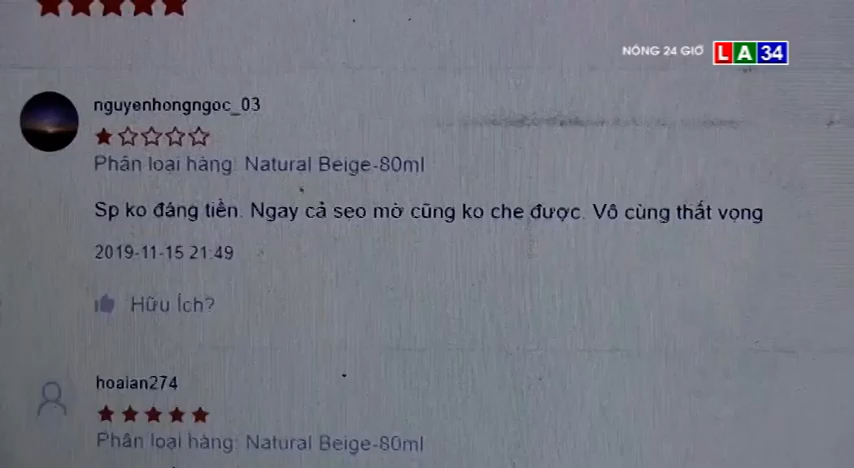 NÓNG 24 GIỜ LA34
nguyenhongngoc_03
Phân loại hàng: Natural Beige-80ml
Sp ko đáng tiền. Ngay cả seo mờ cũng ko che được. Vô cùng thất vọng
2019-11-15 21:49
Hữu Ích?
hoaian274
Phân loại hàng: Natural Beige-80ml